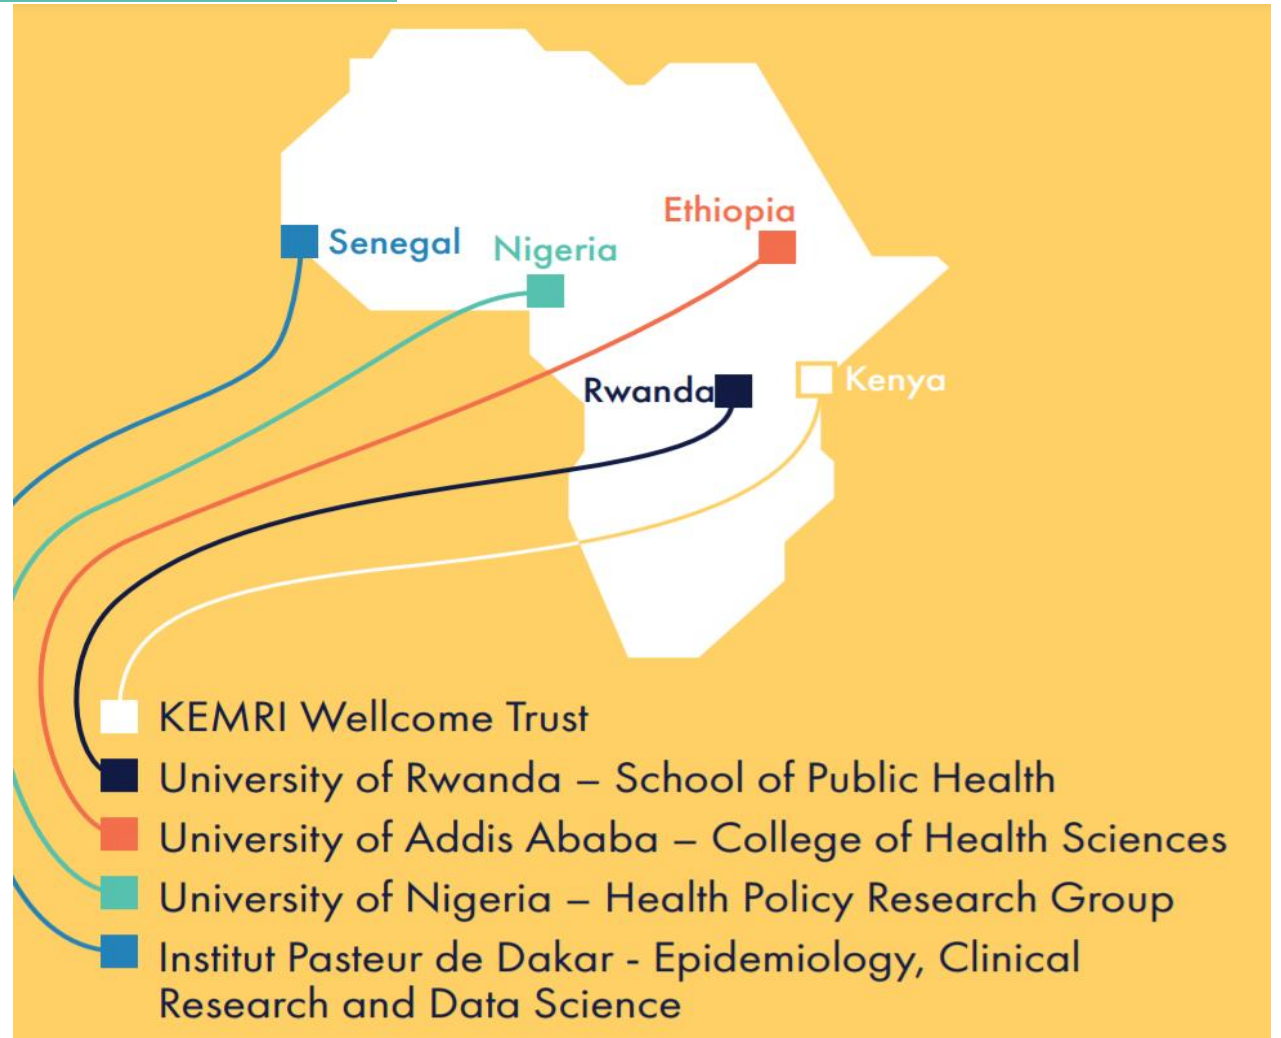 Ethiopia
Senegal
Nigeria
Rwanda
Kenya
KEMRI Wellcome Trust
University of Rwanda – School of Public Health
University of Addis Ababa – College of Health Sciences
University of Nigeria – Health Policy Research Group
Institut Pasteur de Dakar - Epidemiology, Clinical
Research and Data Science